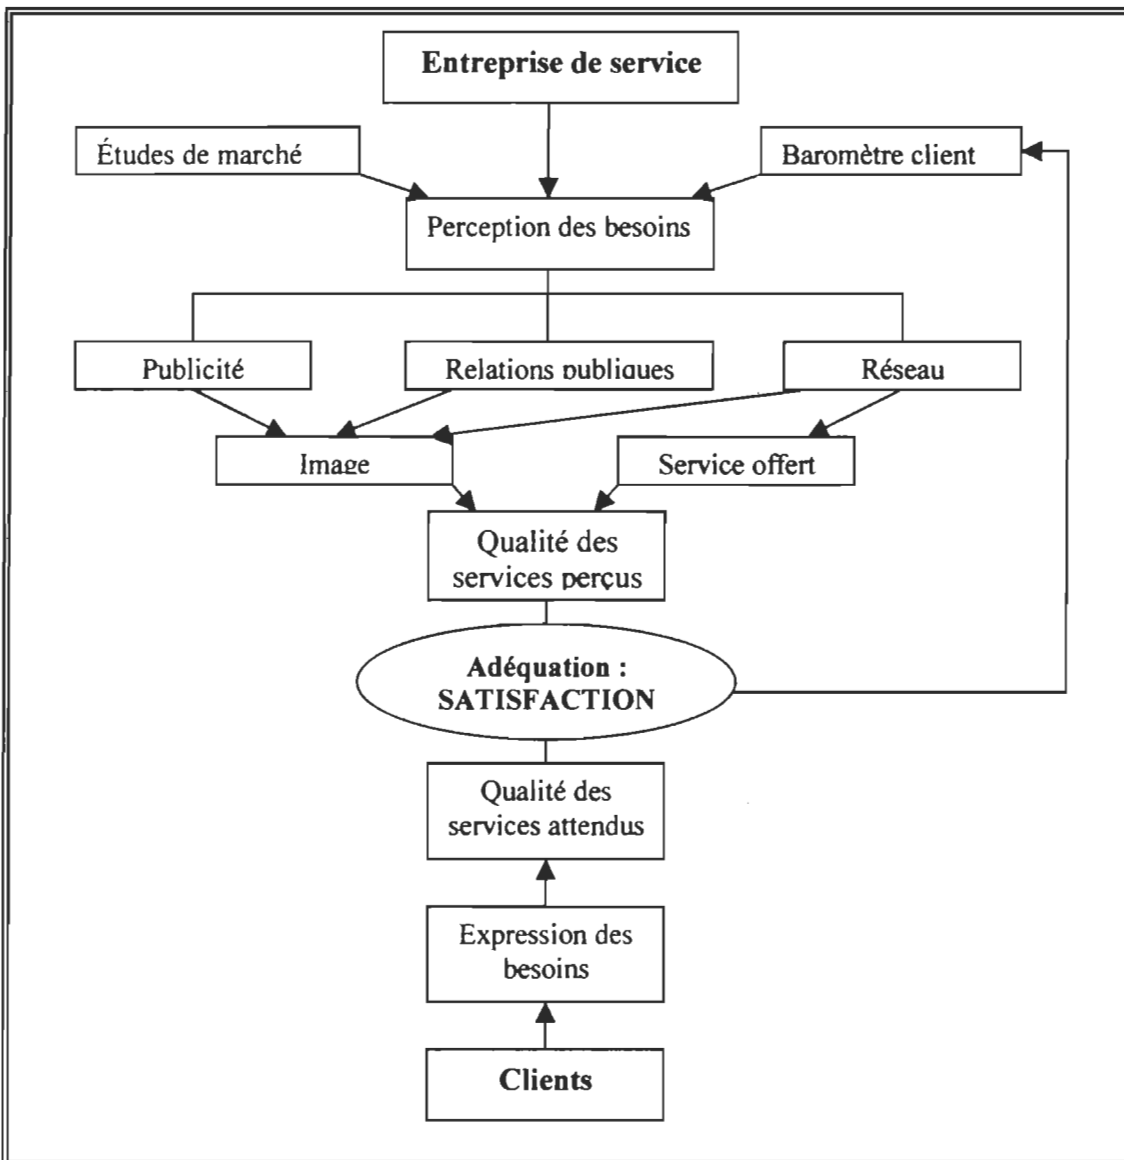 Entreprise de service
Études de marché
Baromètre client
Perception des besoins
Publicité
Relations publiques
Réseau
Image
Service offert
Qualité des
services perçus
Adéquation :
SATISFACTION
Qualité des
services attendus
Expression des
besoins
Clients